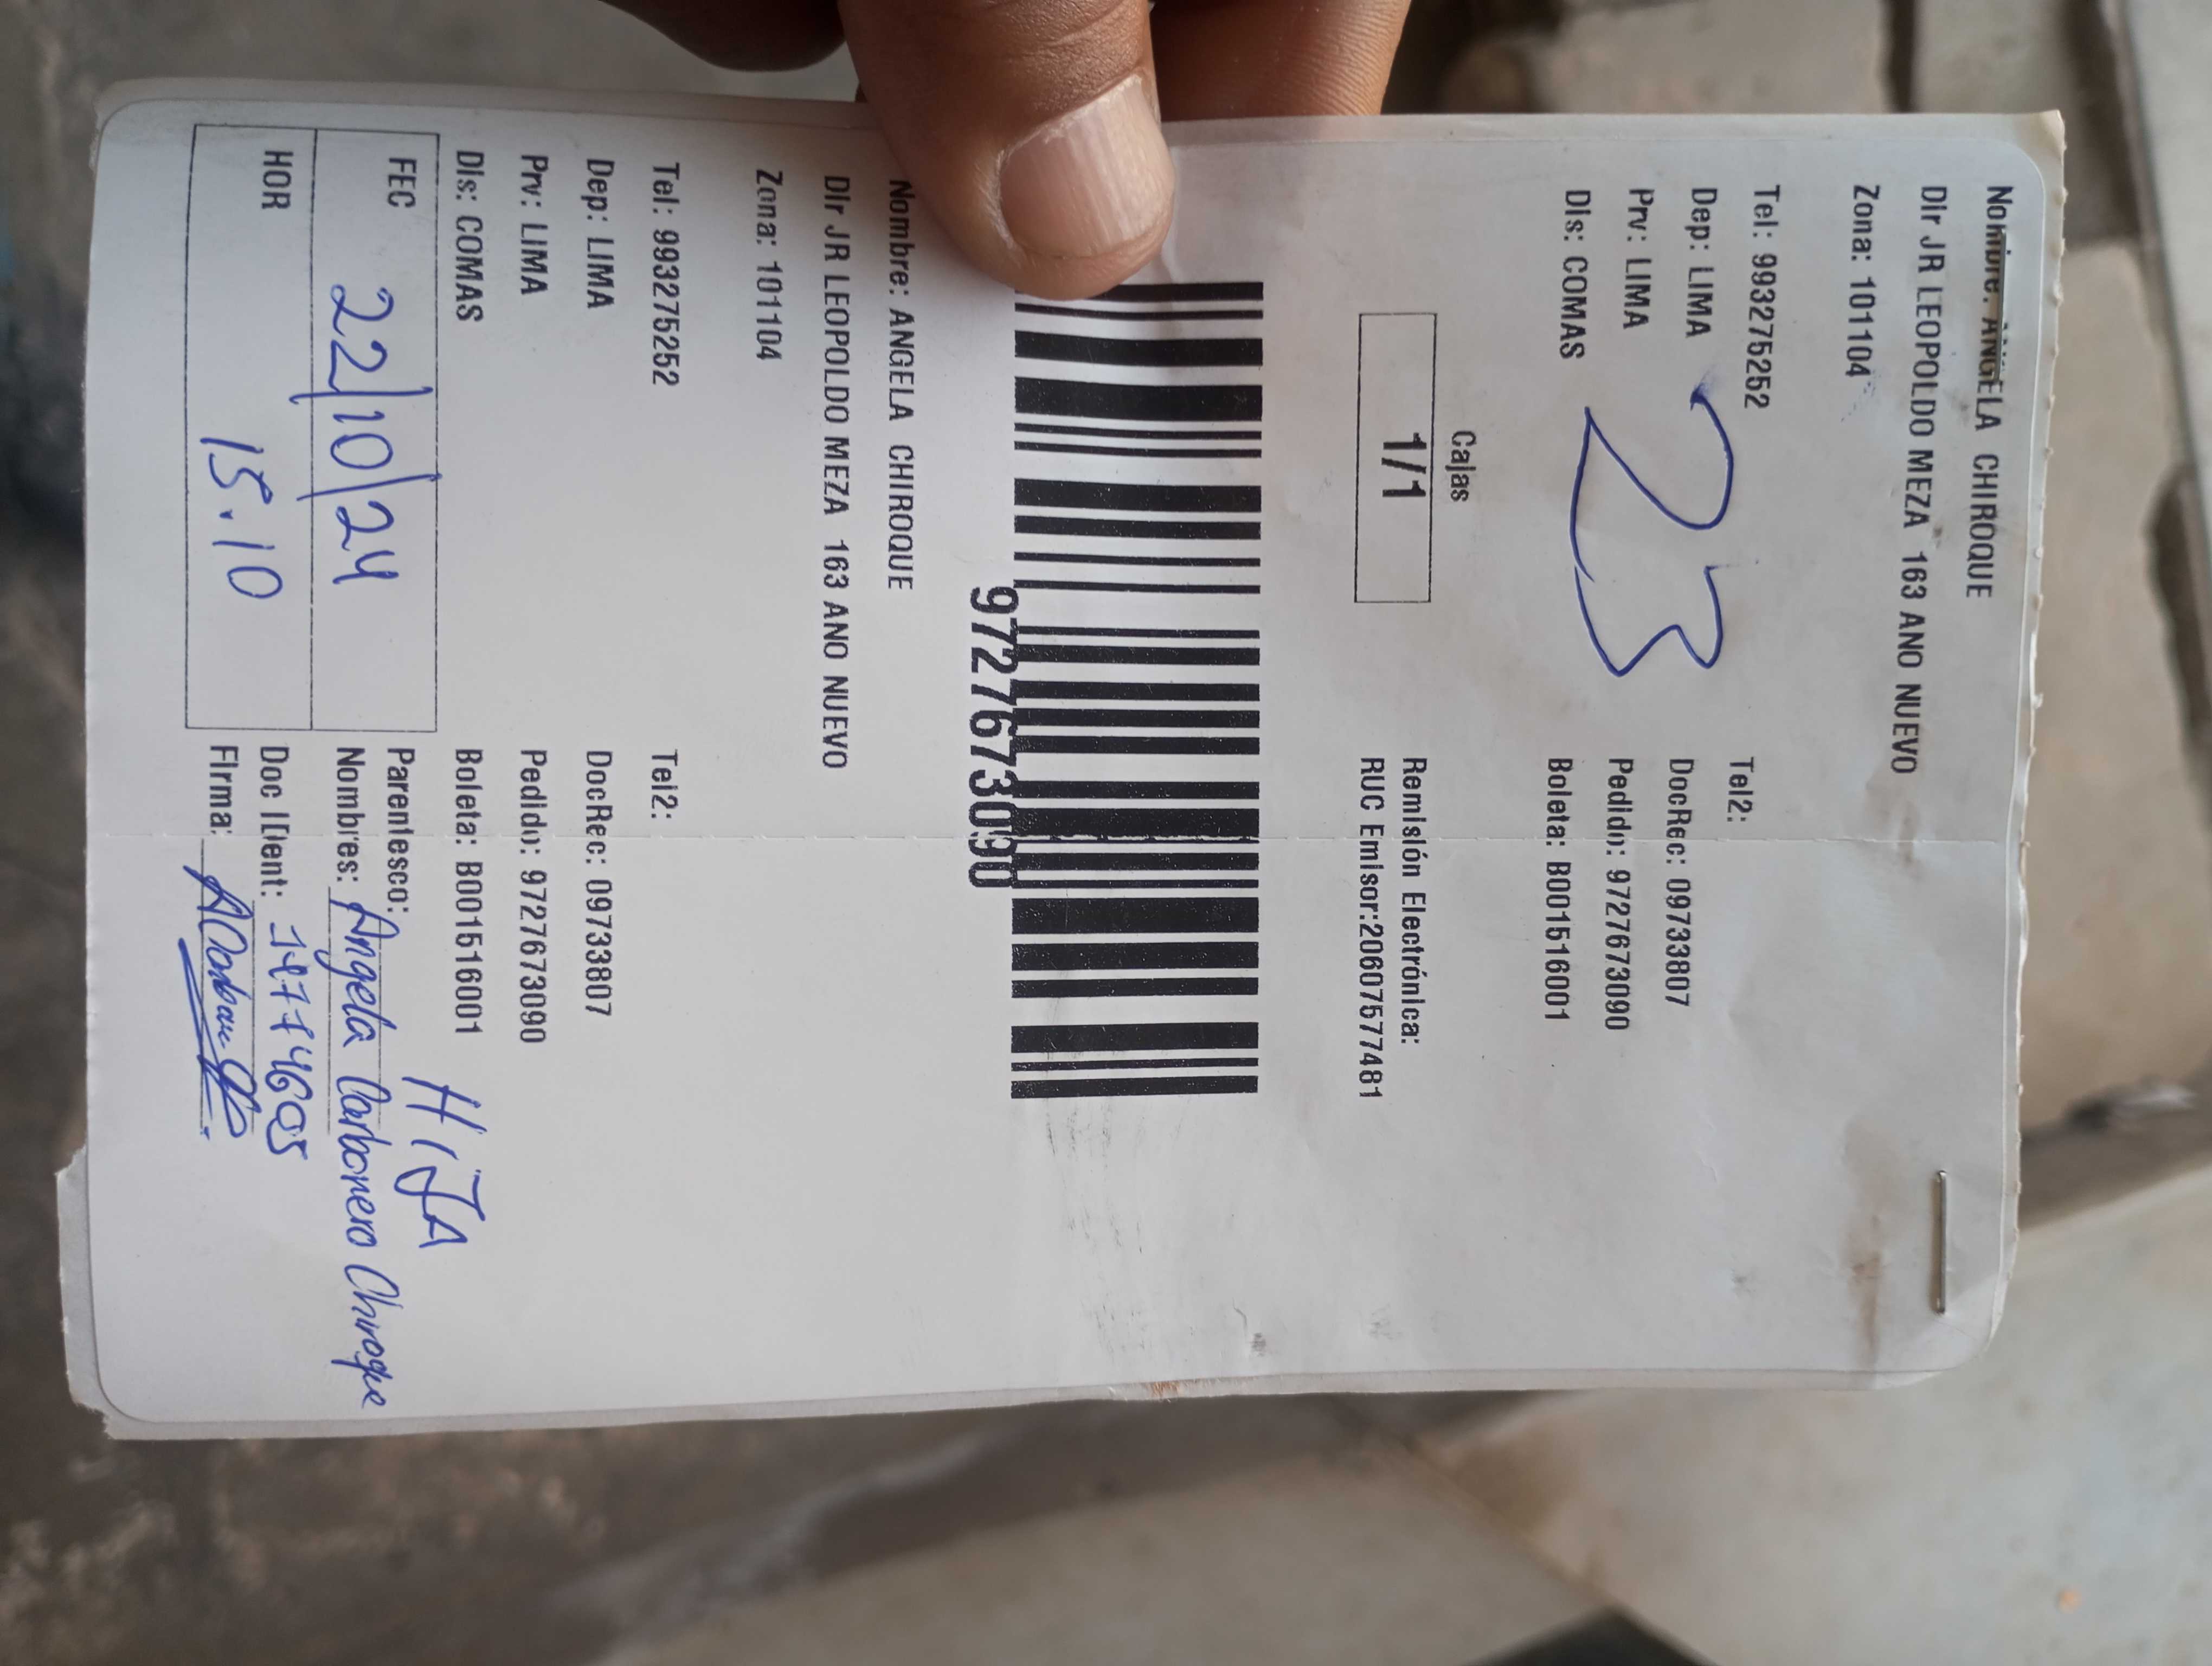 Nombre: ANGELA CHIROQUE
Dir JR LEOPOLDO MEZA 163 ANO NUEVO
Zona: 101104
Tel: 993275252 Tel2:
Dep: LIMA DocRec: 09733807
Prv: LIMA Pedido: 972767673090
Dis: COMAS Boleta: B001516001
23
Cajas
1/1
Remisión Electrónica:
RUC Emisor:20607577481
972767673090
Nombre: ANGELA CHIROQUE
Dir JR LEOPOLDO MEZA 163 ANO NUEVO
Zona: 101104
Tel: 993275252 Tel2:
Dep: LIMA DocRec: 09733807
Prv: LIMA Pedido: 972767673090
Dis: COMAS Boleta: B001516001
FEC 22/10/24
HOR 15.10
Parentesco: HIJA
Nombres: Angela Carbonero Chiroque
Doc Ident:
Firma: